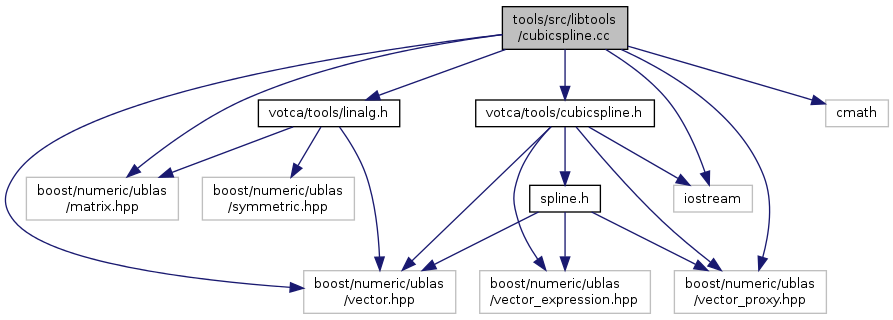 tools/src/libtools
/cubicspline.cc
votca/tools/linalg.h
votca/tools/cubicspline.h
cmath
boost/numeric/ublas
/matrix.hpp
boost/numeric/ublas
/symmetric.hpp
spline.h
iostream
boost/numeric/ublas
/vector.hpp
boost/numeric/ublas
/vector_expression.hpp
boost/numeric/ublas
/vector_proxy.hpp